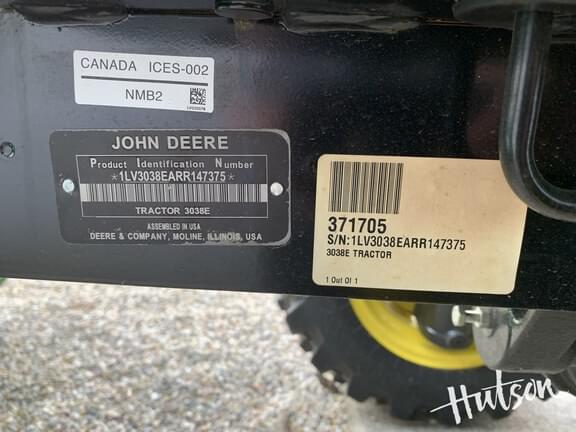 CANADA ICES-002
NMB2
JOHN DEERE
Product Identification Number
*1LV3038EARR147375*
TRACTOR 3038E
ASSEMBLED IN USA
DEERE & COMPANY, MOLINE, ILLINOIS, USA
371705
S/N:1LV3038EARR147375
3038E TRACTOR
1 Out Of 1
Hutson